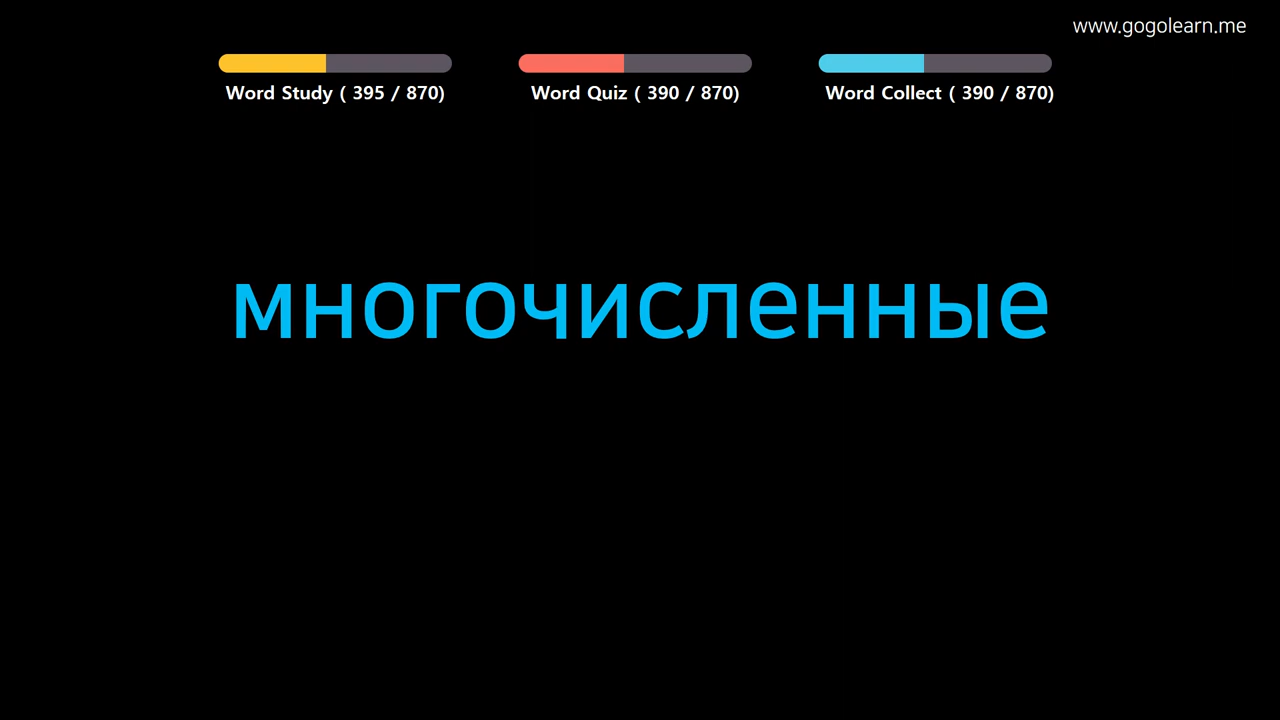 www.gogolearn.me
Word Study ( 395 / 870)
Word Quiz ( 390 / 870)
Word Collect ( 390 / 870)
многочисленные